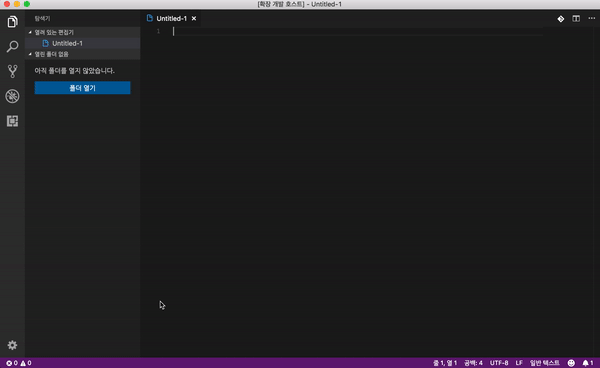 [확장 개발 호스트] - Untitled-1
탐색기
열려 있는 편집기
Untitled-1
열린 폴더 없음
아직 폴더를 열지 않았습니다.
폴더 열기
Untitled-1
1
0 0
줄 1, 열 1 공백: 4 UTF-8 LF 일반 텍스트 1